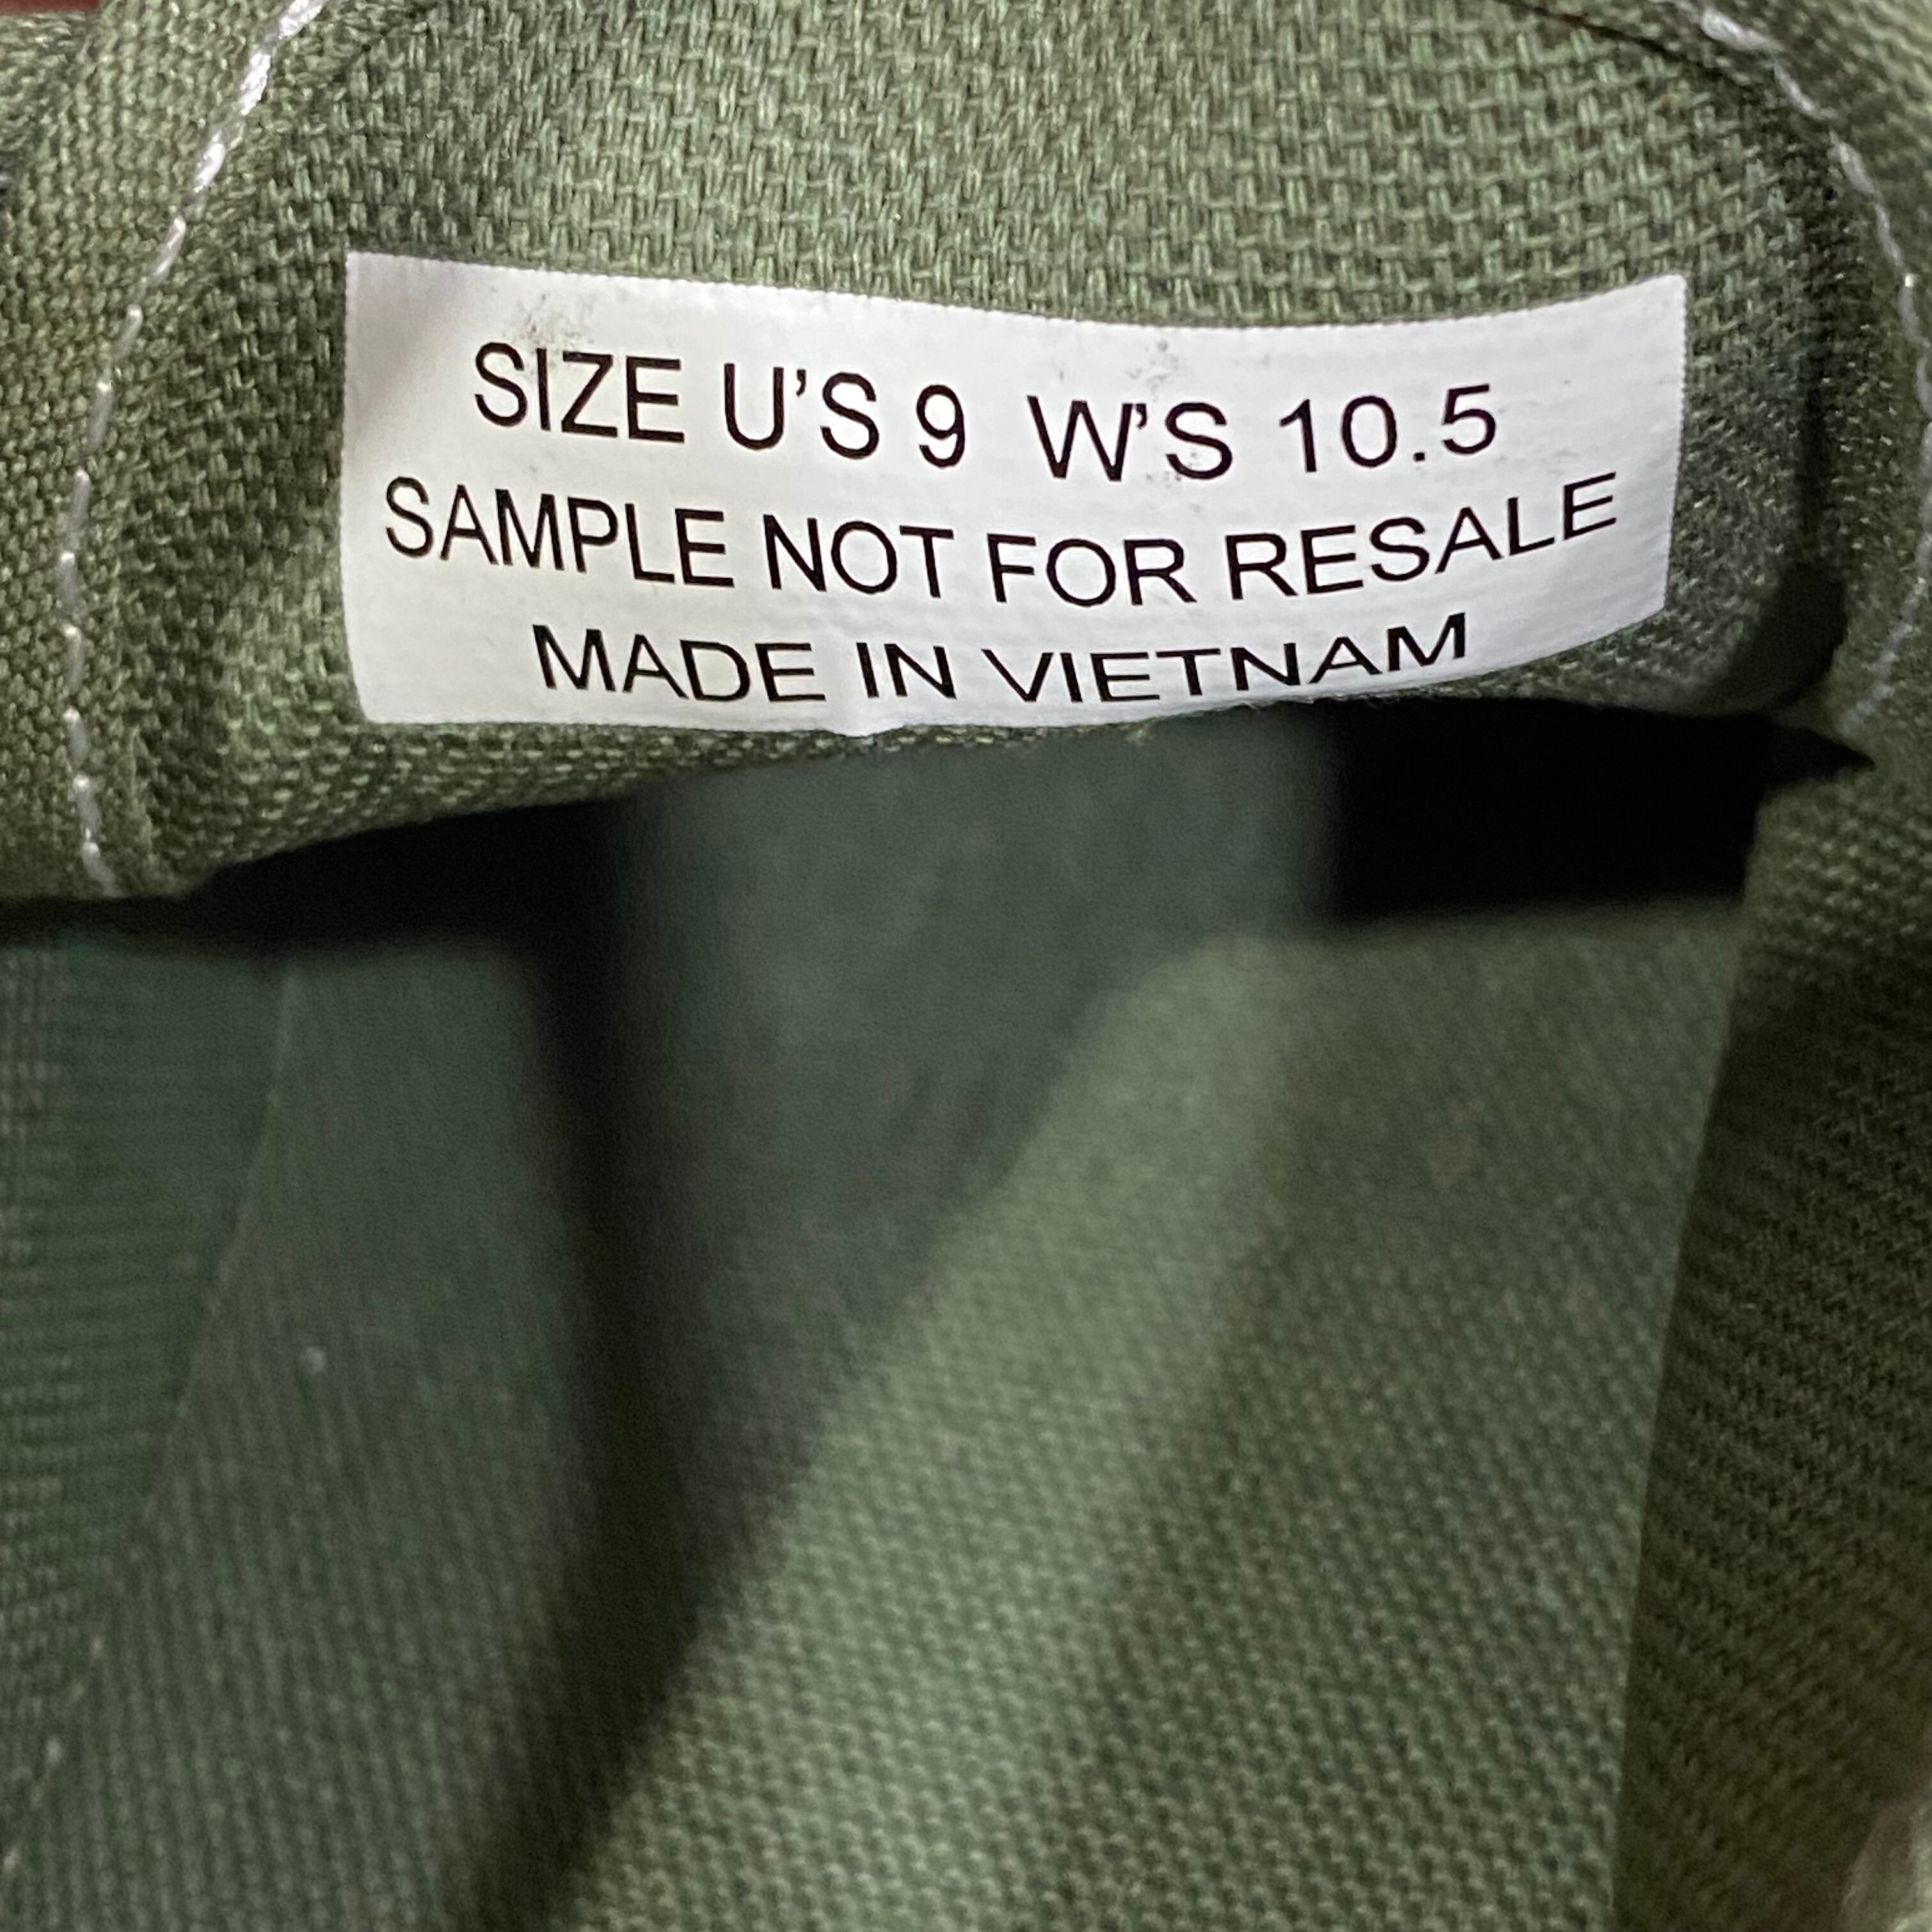 SIZE U'S 9 W'S 10.5
SAMPLE NOT FOR RESALE
MADE IN VIETNAM